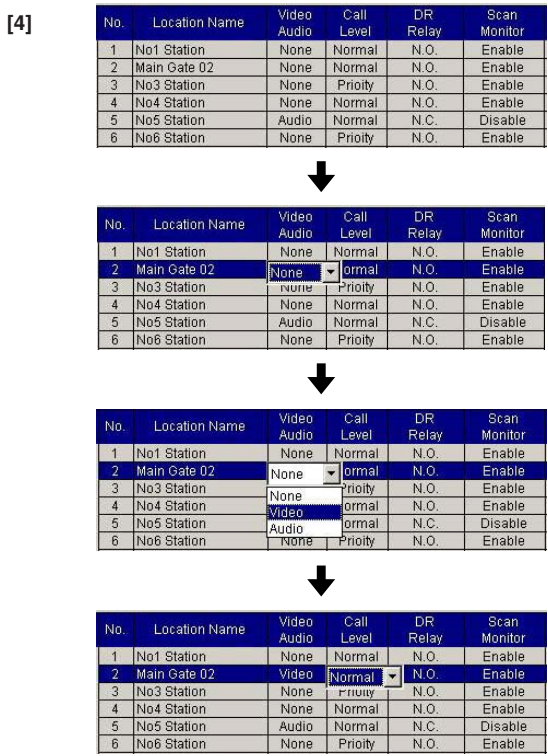 [4]
No. Location Name Video Audio Call Level DR Relay Scan Monitor
1 No1 Station None Normal N.O. Enable
2 Main Gate 02 None Normal N.O. Enable
3 No3 Station None Prioity N.O. Enable
4 No4 Station None Normal N.O. Enable
5 No5 Station Audio Normal N.C. Disable
6 No6 Station None Prioity N.O. Enable
No. Location Name Video Audio Call Level DR Relay Scan Monitor
1 No1 Station None Normal N.O. Enable
2 Main Gate 02 None ormal N.O. Enable
3 No3 Station None Prioity N.O. Enable
4 No4 Station None Normal N.O. Enable
5 No5 Station Audio Normal N.C. Disable
6 No6 Station None Prioity N.O. Enable
No. Location Name Video Audio Call Level DR Relay Scan Monitor
1 No1 Station None Normal N.O. Enable
2 Main Gate 02 None ormal N.O. Enable
3 No3 Station None Prioity N.O. Enable
4 No4 Station Video ormal N.O. Enable
5 No5 Station Audio ormal N.C. Disable
6 No6 Station None Prioity N.O. Enable
No. Location Name Video Audio Call Level DR Relay Scan Monitor
1 No1 Station None Normal N.O. Enable
2 Main Gate 02 Video Normal N.O. Enable
3 No3 Station None Prioity N.O. Enable
4 No4 Station None Normal N.O. Enable
5 No5 Station Audio Normal N.C. Disable
6 No6 Station None Prioity N.O. Enable